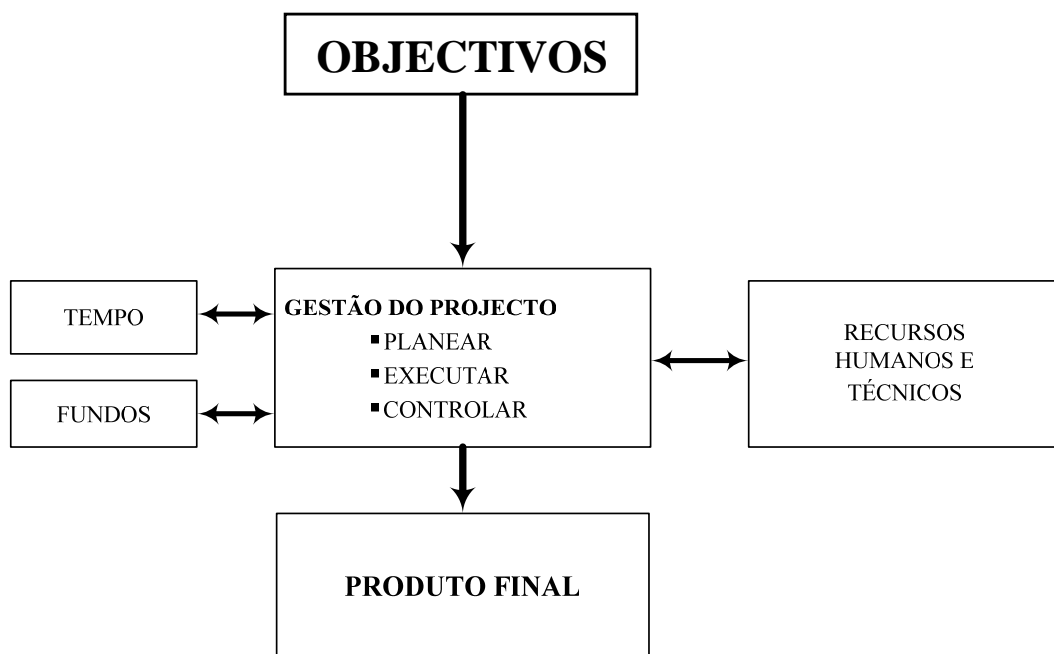 OBJECTIVOS
TEMPO
FUNDOS
GESTÃO DO PROJECTO
▪ PLANEAR
▪ EXECUTAR
▪ CONTROLAR
RECURSOS
HUMANOS E
TÉCNICOS
PRODUTO FINAL